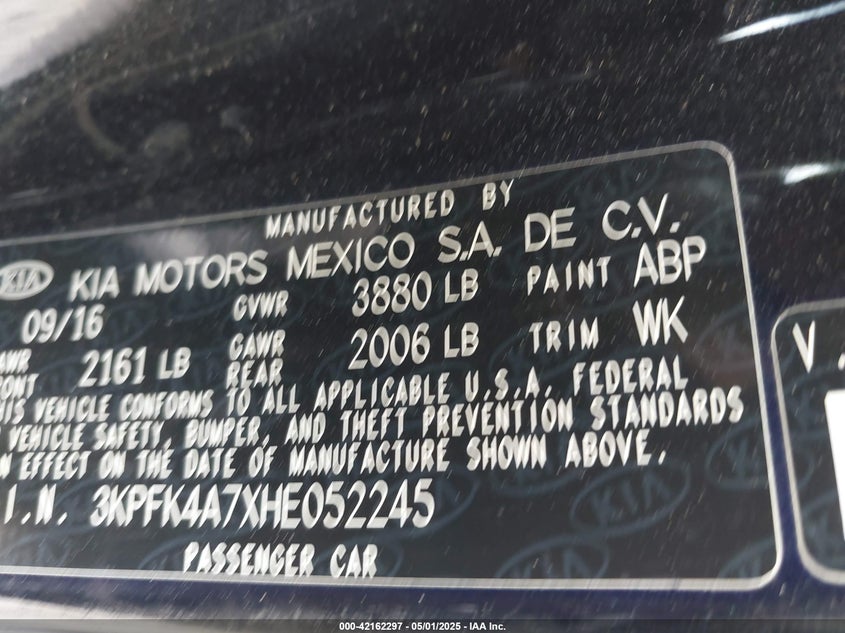 MANUFACTURED BY
KIA KIA MOTORS MEXICO S.A. DE C.V.
09/16 GVWR 3880 LB PAINT ABP
GAWR REAR 2006 LB TRIM WK
2161 LB
VEHICLE CONFORMS TO ALL APPLICABLE U.S.A. FEDERAL
VEHICLE SAFETY, BUMPER, AND THEFT PREVENTION STANDARDS
EFFECT ON THE DATE OF MANUFACTURE SHOWN ABOVE.
I.N. 3KPFK4A7XHE052245
PASSENGER CAR
V.
000-42162297 - 05/01/2025 - IAA Inc.